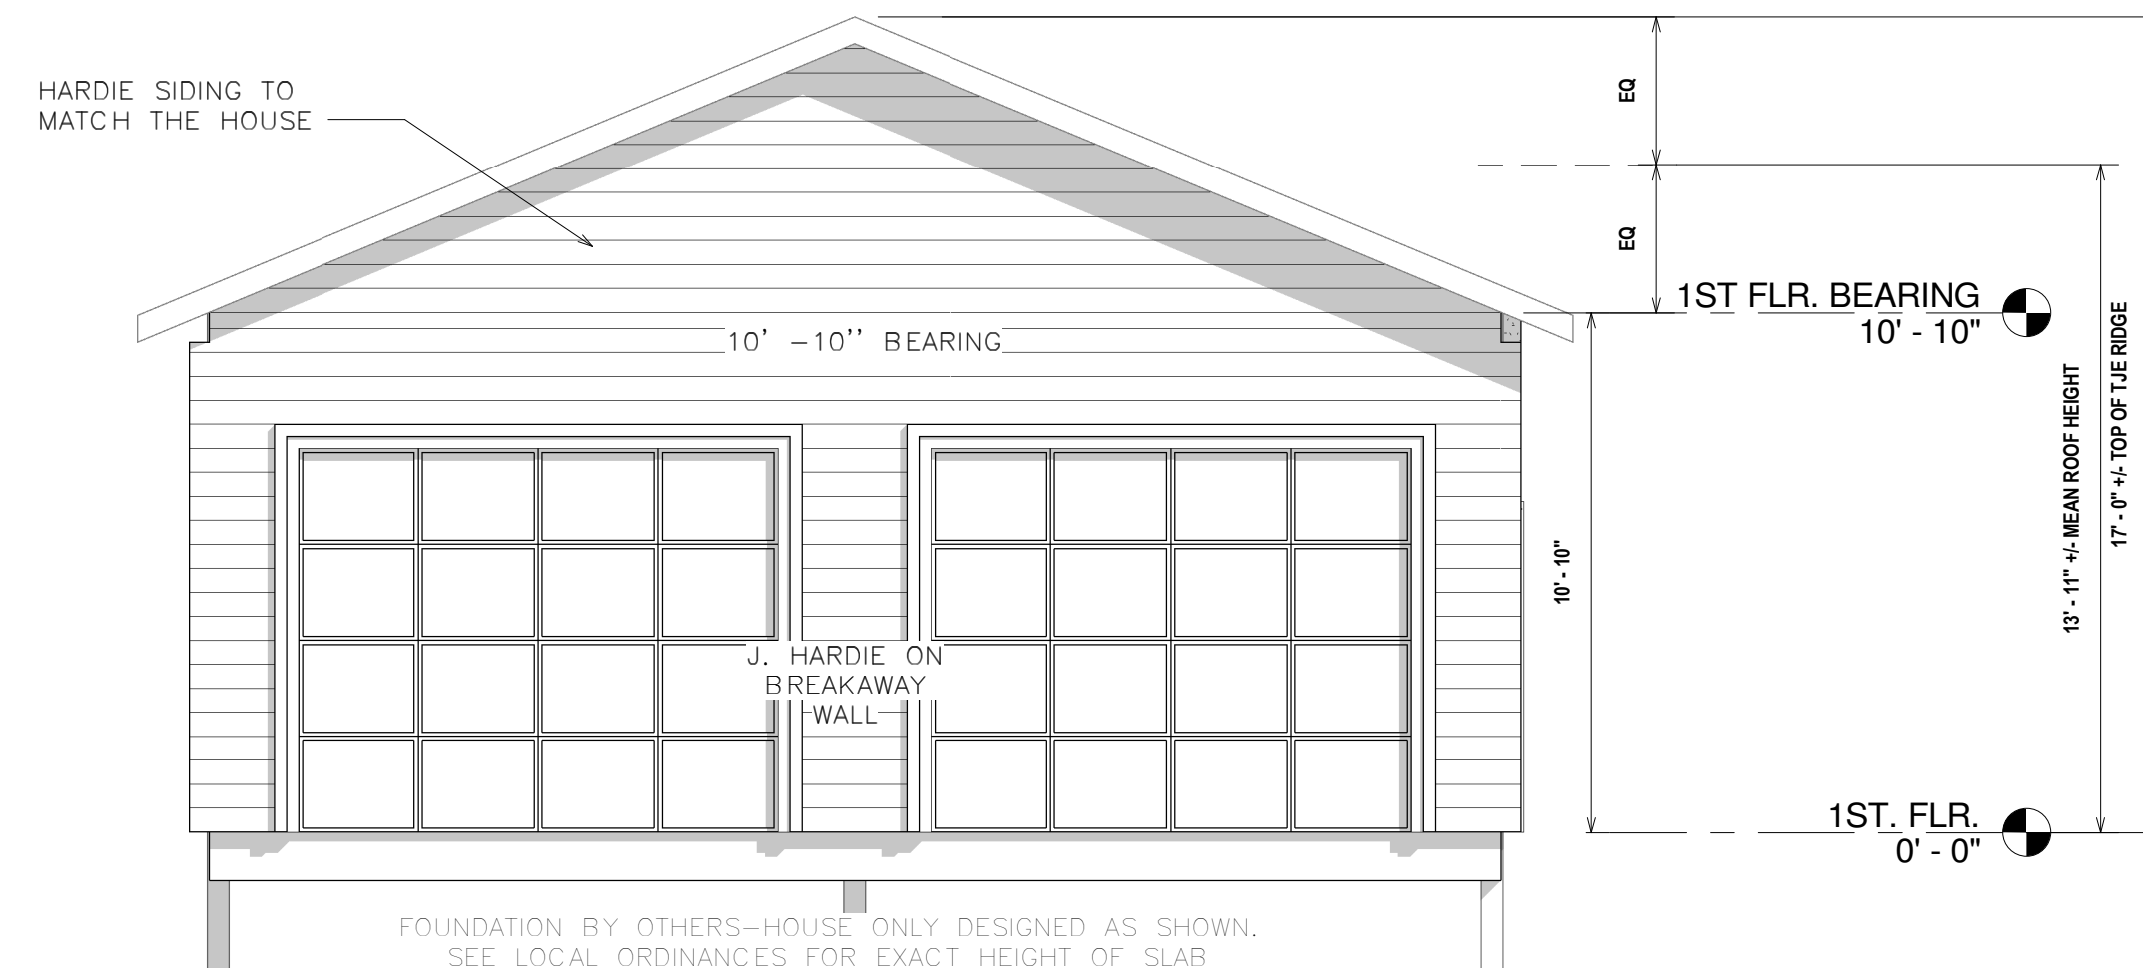 HARDIE SIDING TO
MATCH THE HOUSE
EQ
EQ
1ST FLR. BEARING
10' - 10"
10' -10'' BEARING
10' - 10"
13' - 11" +/- MEAN ROOF HEIGHT
17' - 0" +/- TOP OF TJE RIDGE
J. HARDIE ON
BREAKAWAY
WALL
1ST. FLR.
0' - 0"
FOUNDATION BY OTHERS-HOUSE ONLY DESIGNED AS SHOWN.
SEE LOCAL ORDINANCES FOR EXACT HEIGHT OF SLAB